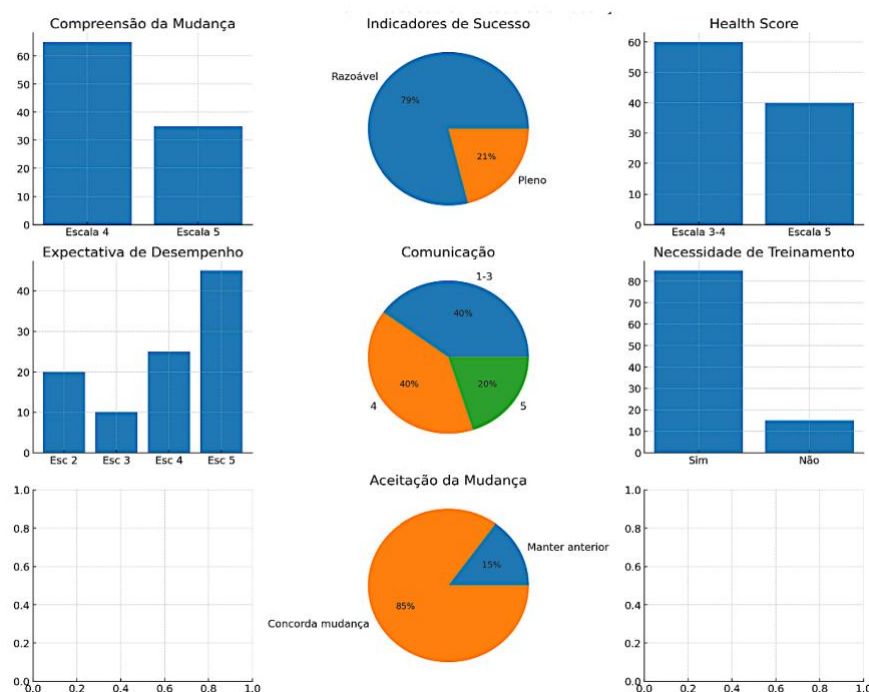 Compreensão da Mudança
60
50
40
30
20
10
0
Escala 4
Escala 5
Indicadores de Sucesso
Razoável
79%
21%
Pleno
Health Score
60
50
40
30
20
10
0
Escala 3-4
Escala 5
Expectativa de Desempenho
40
30
20
10
0
Esc 2
Esc 3
Esc 4
Esc 5
Comunicação
1-3
40%
40%
4
20%
5
Necessidade de Treinamento
80
70
60
50
40
30
20
10
0
Sim
Não
1.0
0.8
0.6
0.4
0.2
0.0
0.0
0.2
0.4
0.6
0.8
1.0
Aceitação da Mudança
Manter anterior
15%
85%
Concorda mudança
1.0
0.8
0.6
0.4
0.2
0.0
0.0
0.2
0.4
0.6
0.8
1.0